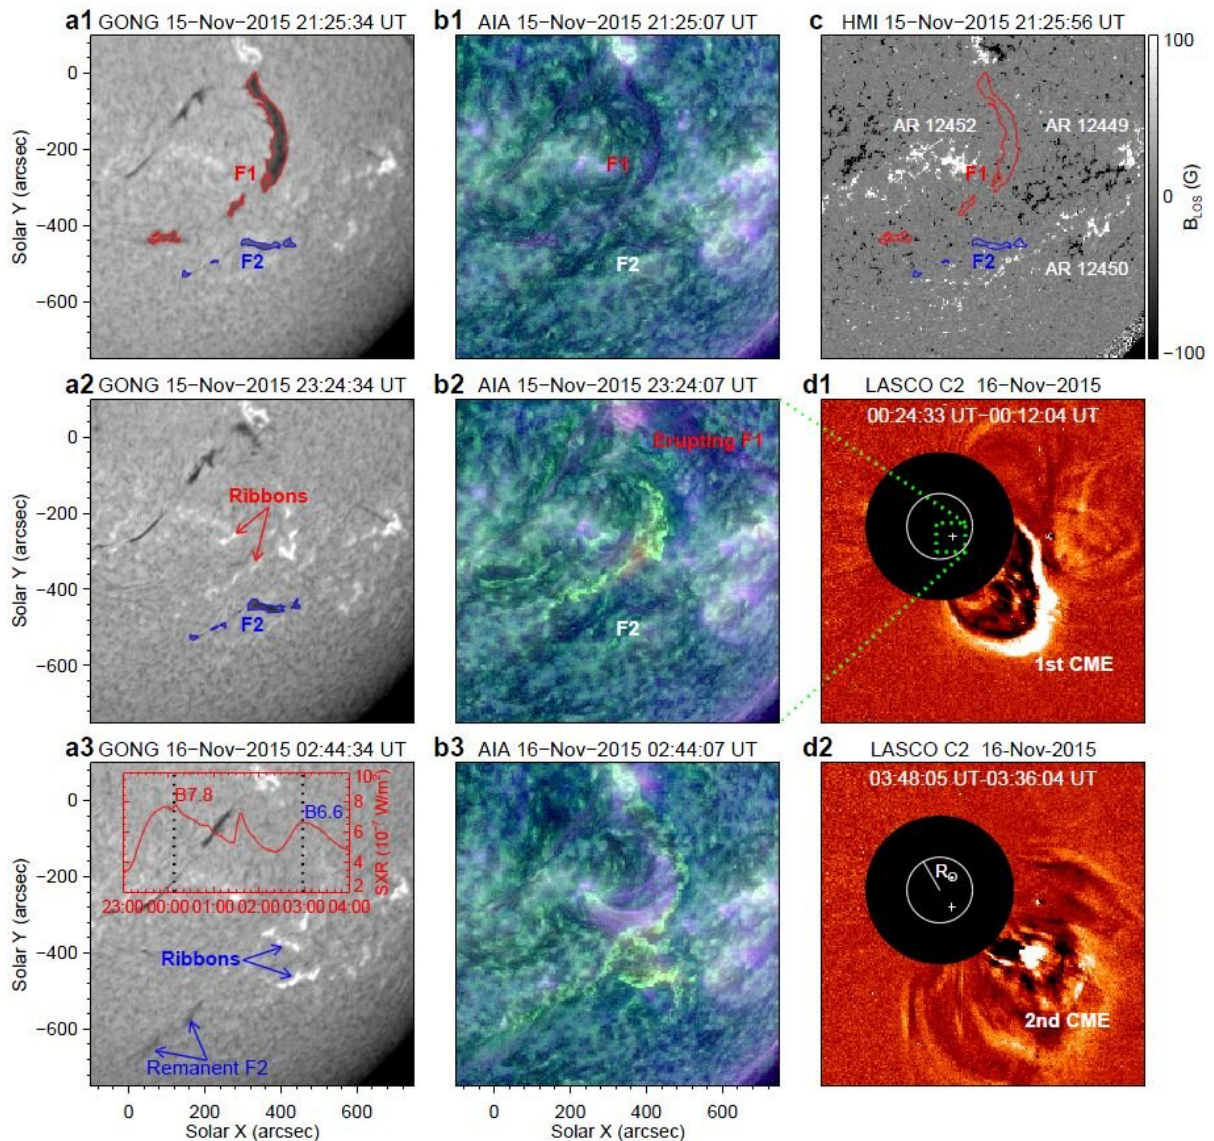 a1 GONG 15-Nov-2015 21:25:34 UT
b1 AIA 15-Nov-2015 21:25:07 UT
c HMI 15-Nov-2015 21:25:56 UT
0
−200
−400
−600
Solar Y (arcsec)
F1
F2
F1
F2
AR 12452
AR 12449
F1
F2
AR 12450
100
0
−100
B_LOS (G)
a2 GONG 15-Nov-2015 23:24:34 UT
b2 AIA 15-Nov-2015 23:24:07 UT
d1 LASCO C2 16-Nov-2015
00:24:33 UT−00:12:04 UT
0
−200
−400
−600
Solar Y (arcsec)
Ribbons
F2
Erupting F1
F2
1st CME
a3 GONG 16-Nov-2015 02:44:34 UT
b3 AIA 16-Nov-2015 02:44:07 UT
d2 LASCO C2 16-Nov-2015
03:48:05 UT-03:36:04 UT
0
−200
−400
−600
Solar Y (arcsec)
B7.8
B6.6
10
8
6
4
2
SXR (10⁻⁷ W/m²)
23:00 00:00 01:00 02:00 03:00 04:00
Ribbons
Remanent F2
R⊙
2nd CME
0 200 400 600
Solar X (arcsec)
0 200 400 600
Solar X (arcsec)